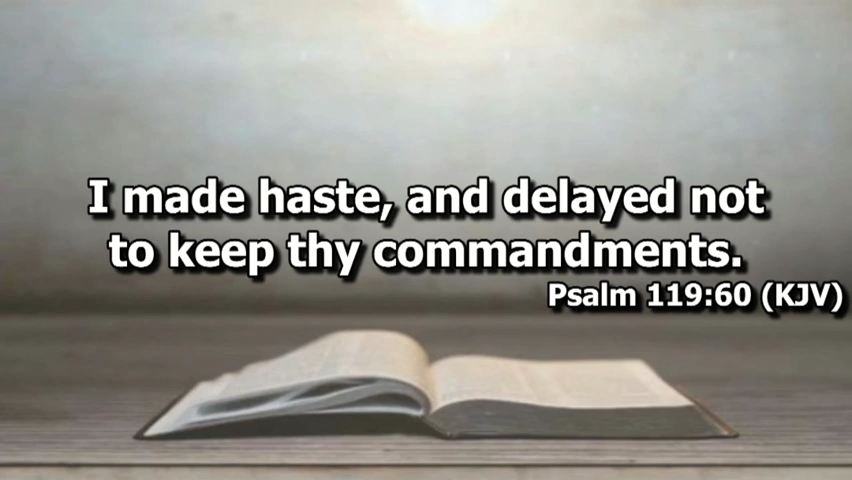 I made haste, and delayed not
to keep thy commandments.
Psalm 119:60 (KJV)